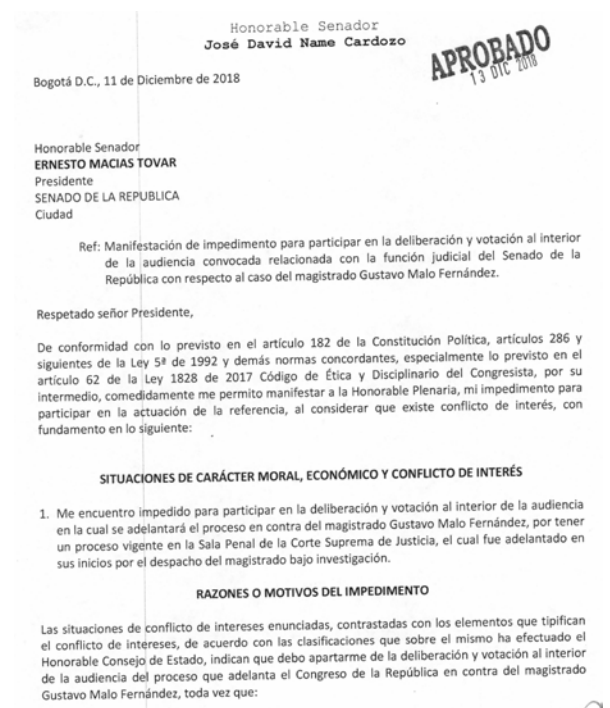 Honorable Senador
José David Name Cardozo
APROBADO
13 DIC 2018
Bogotá D.C., 11 de Diciembre de 2018
Honorable Senador
ERNESTO MACIAS TOVAR
Presidente
SENADO DE LA REPUBLICA
Ciudad
Ref: Manifestación de impedimento para participar en la deliberación y votación al interior
de la audiencia convocada relacionada con la función judicial del Senado de la
República con respecto al caso del magistrado Gustavo Malo Fernández.
Respetado señor Presidente,
De conformidad con lo previsto en el artículo 182 de la Constitución Política, artículos 286 y
siguientes de la Ley 5ª de 1992 y demás normas concordantes, especialmente lo previsto en el
artículo 62 de la Ley 1828 de 2017 Código de Ética y Disciplinario del Congresista, por su
intermedio, comedidamente me permito manifestar a la Honorable Plenaria, mi impedimento para
participar en la actuación de la referencia, al considerar que existe conflicto de interés, con
fundamento en lo siguiente:
SITUACIONES DE CARÁCTER MORAL, ECONÓMICO Y CONFLICTO DE INTERÉS
1. Me encuentro impedido para participar en la deliberación y votación al interior de la audiencia
en la cual se adelantará el proceso en contra del magistrado Gustavo Malo Fernández, por tener
un proceso vigente en la Sala Penal de la Corte Suprema de Justicia, el cual fue adelantado en
sus inicios por el despacho del magistrado bajo investigación.
RAZONES O MOTIVOS DEL IMPEDIMENTO
Las situaciones de conflicto de intereses enunciadas, contrastadas con los elementos que tipifican
el conflicto de intereses, de acuerdo con las clasificaciones que sobre el mismo ha efectuado el
Honorable Consejo de Estado, indican que debo apartarme de la deliberación y votación al interior
de la audiencia del proceso que adelanta el Congreso de la República en contra del magistrado
Gustavo Malo Fernández, toda vez que: